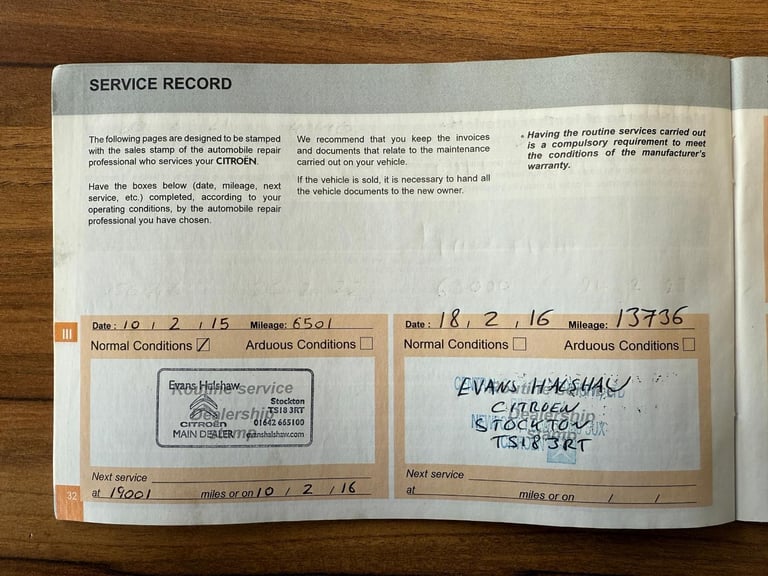 SERVICE RECORD
The following pages are designed to be stamped
with the sales stamp of the automobile repair
professional who services your CITROËN.
Have the boxes below (date, mileage, next
service, etc.) completed, according to your
operating conditions, by the automobile repair
professional you have chosen.
We recommend that you keep the invoices
and documents that relate to the maintenance
carried out on your vehicle.
If the vehicle is sold, it is necessary to hand all
the vehicle documents to the new owner.
• Having the routine services carried out
is a compulsory requirement to meet
the conditions of the manufacturer's
warranty.
III
Date : 10 / 2 / 15 Mileage: 6501
Normal Conditions Arduous Conditions
Routine service
Dealership
stamp
Evans Halshaw
CITROËN
MAIN DEALER
Stockton
TS18 3RT
01642 665100
evanshalshaw.com
Next service
at 19001 miles or on 10 / 2 / 16
Date : 18 , 2 , 16 Mileage: 13736
Normal Conditions Arduous Conditions
Dealership
EVANS HALSHAW
CITROEN
STOCKTON
TS18 3RT
Next service
at miles or on / /
32